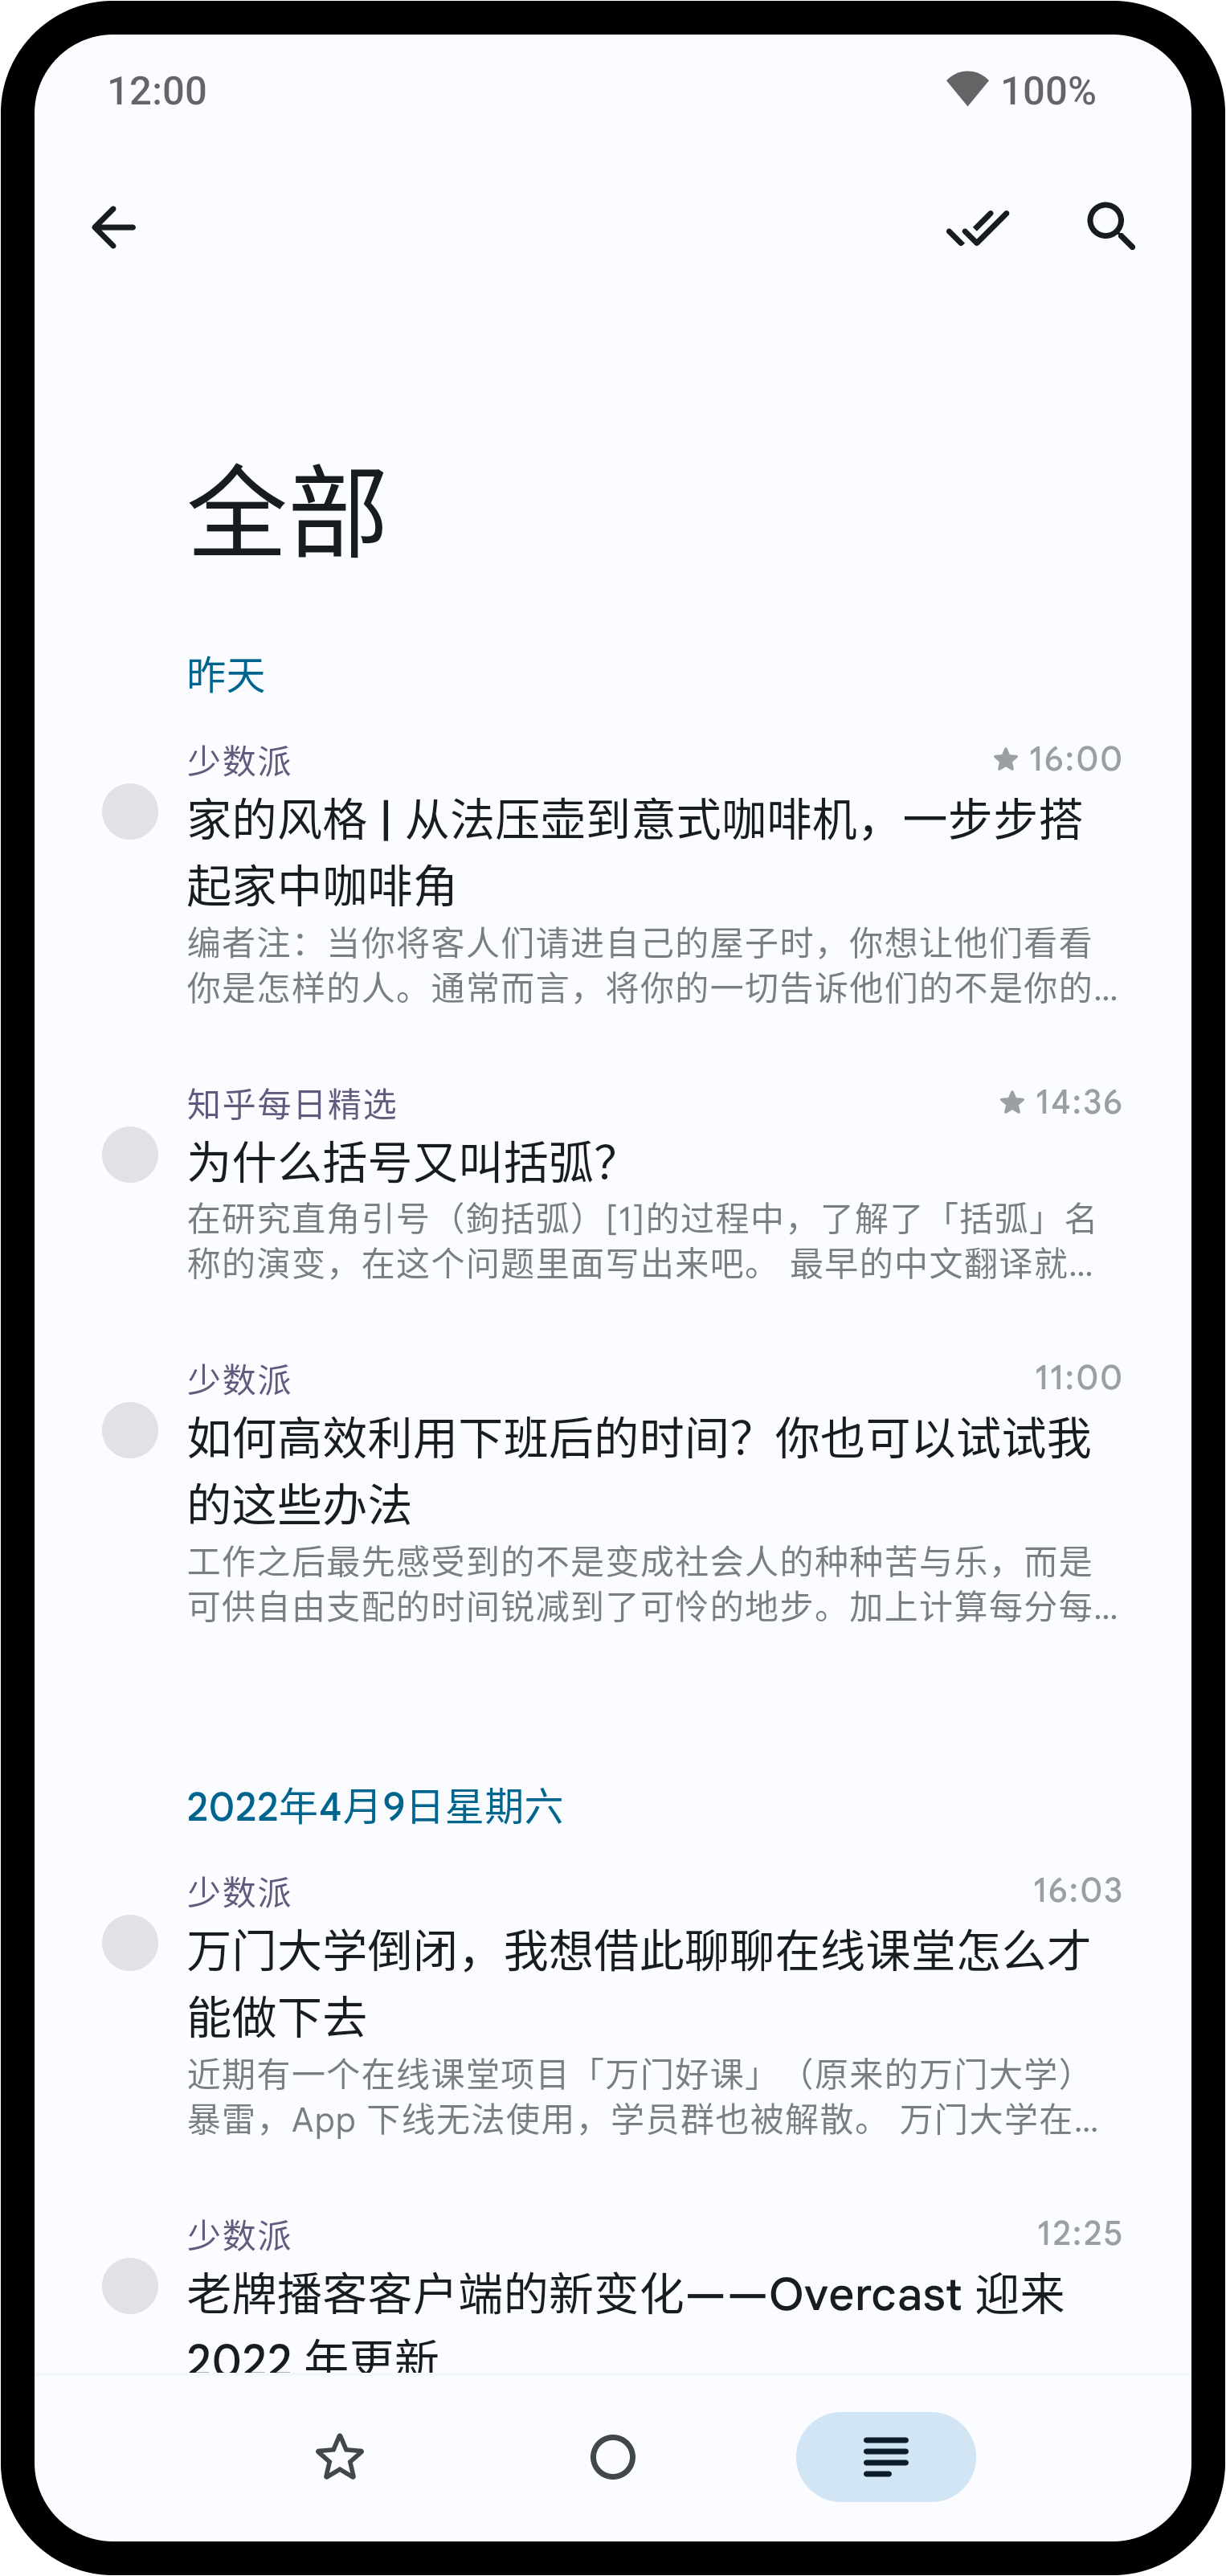 12:00
100%
全部
昨天
少数派
16:00
家的风格 | 从法压壶到意式咖啡机，一步步搭
起家中咖啡角
编者注：当你将客人们请进自己的屋子时，你想让他们看看
你是怎样的人。通常而言，将你的一切告诉他们的不是你的...
知乎每日精选
14:36
为什么括号又叫括弧？
在研究直角引号（鉤括弧）[1]的过程中，了解了「括弧」名
称的演变，在这个问题里面写出来吧。 最早的中文翻译就...
少数派
11:00
如何高效利用下班后的时间？你也可以试试我
的这些办法
工作之后最先感受到的不是变成社会人的种种苦与乐，而是
可供自由支配的时间锐减到了可怜的地步。加上计算每分每...
2022年4月9日星期六
少数派
16:03
万门大学倒闭，我想借此聊聊在线课堂怎么才
能做下去
近期有一个在线课堂项目「万门好课」（原来的万门大学）
暴雷，App 下线无法使用，学员群也被解散。 万门大学在...
少数派
12:25
老牌播客客户端的新变化——Overcast 迎来
2022 年更新